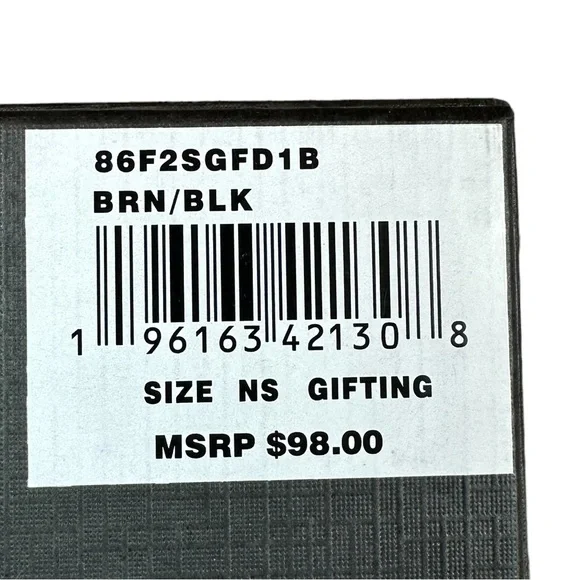 86F2SGFD1B
BRN/BLK
1 96163 42130 8
SIZE NS GIFTING
MSRP $98.00